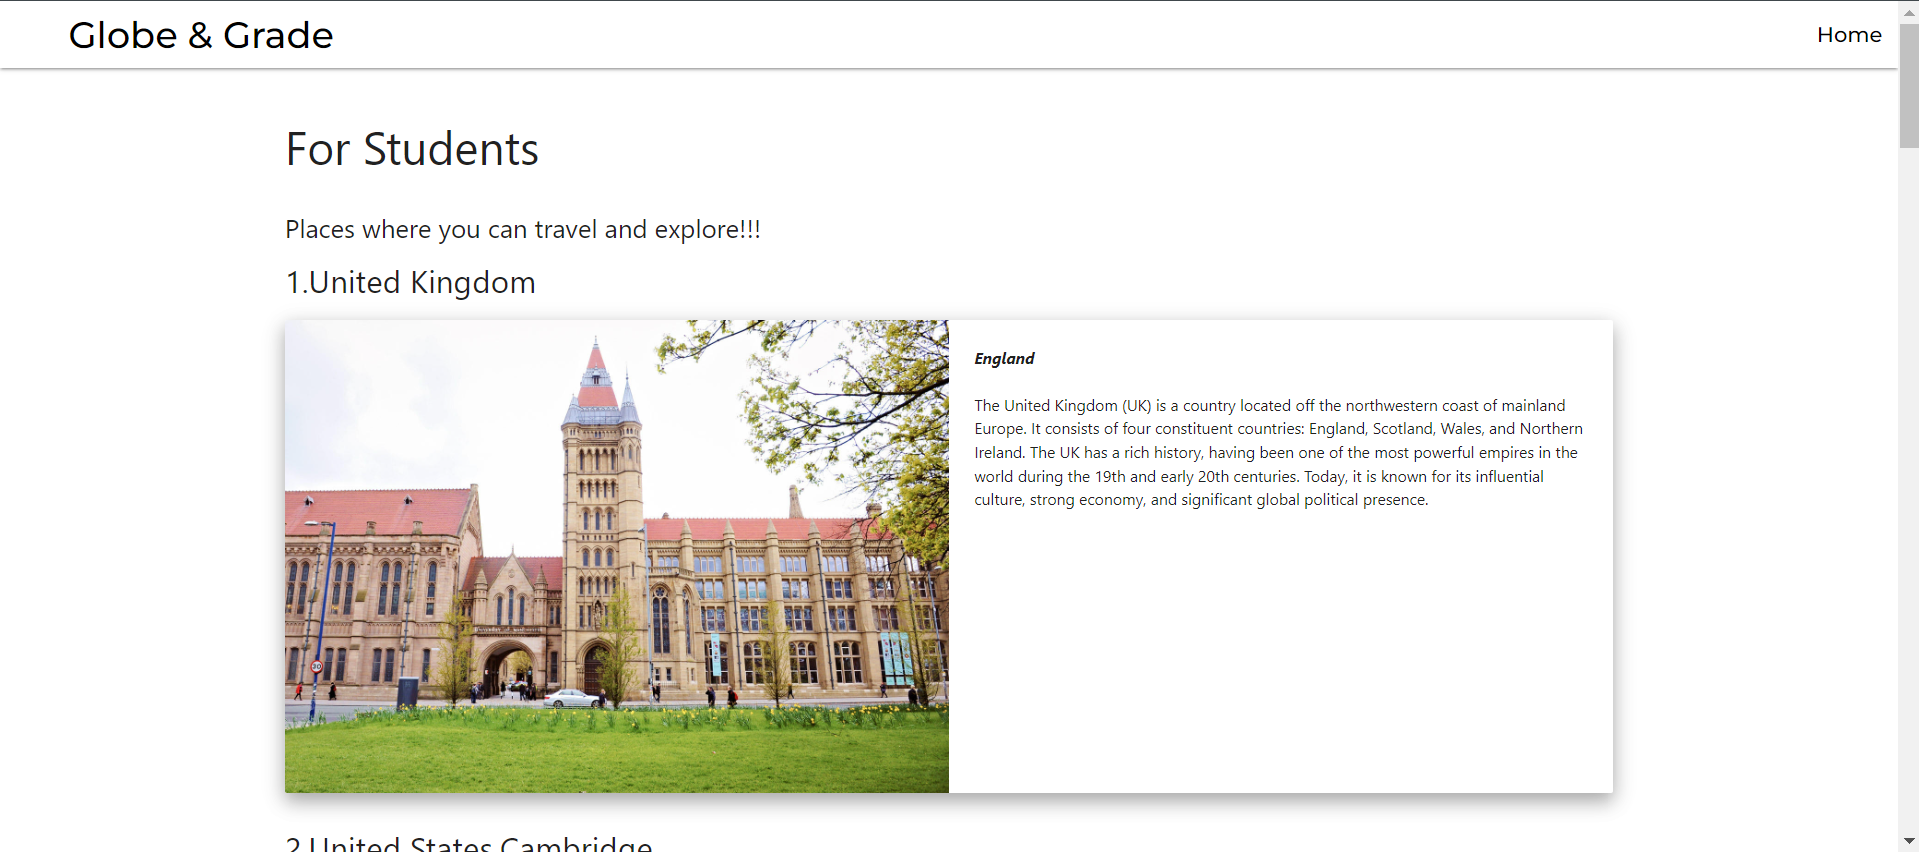 Globe & Grade
Home
For Students
Places where you can travel and explore!!!
1.United Kingdom
30
England
The United Kingdom (UK) is a country located off the northwestern coast of mainland
Europe. It consists of four constituent countries: England, Scotland, Wales, and Northern
Ireland. The UK has a rich history, having been one of the most powerful empires in the
world during the 19th and early 20th centuries. Today, it is known for its influential
culture, strong economy, and significant global political presence.
2.United States Cambridge